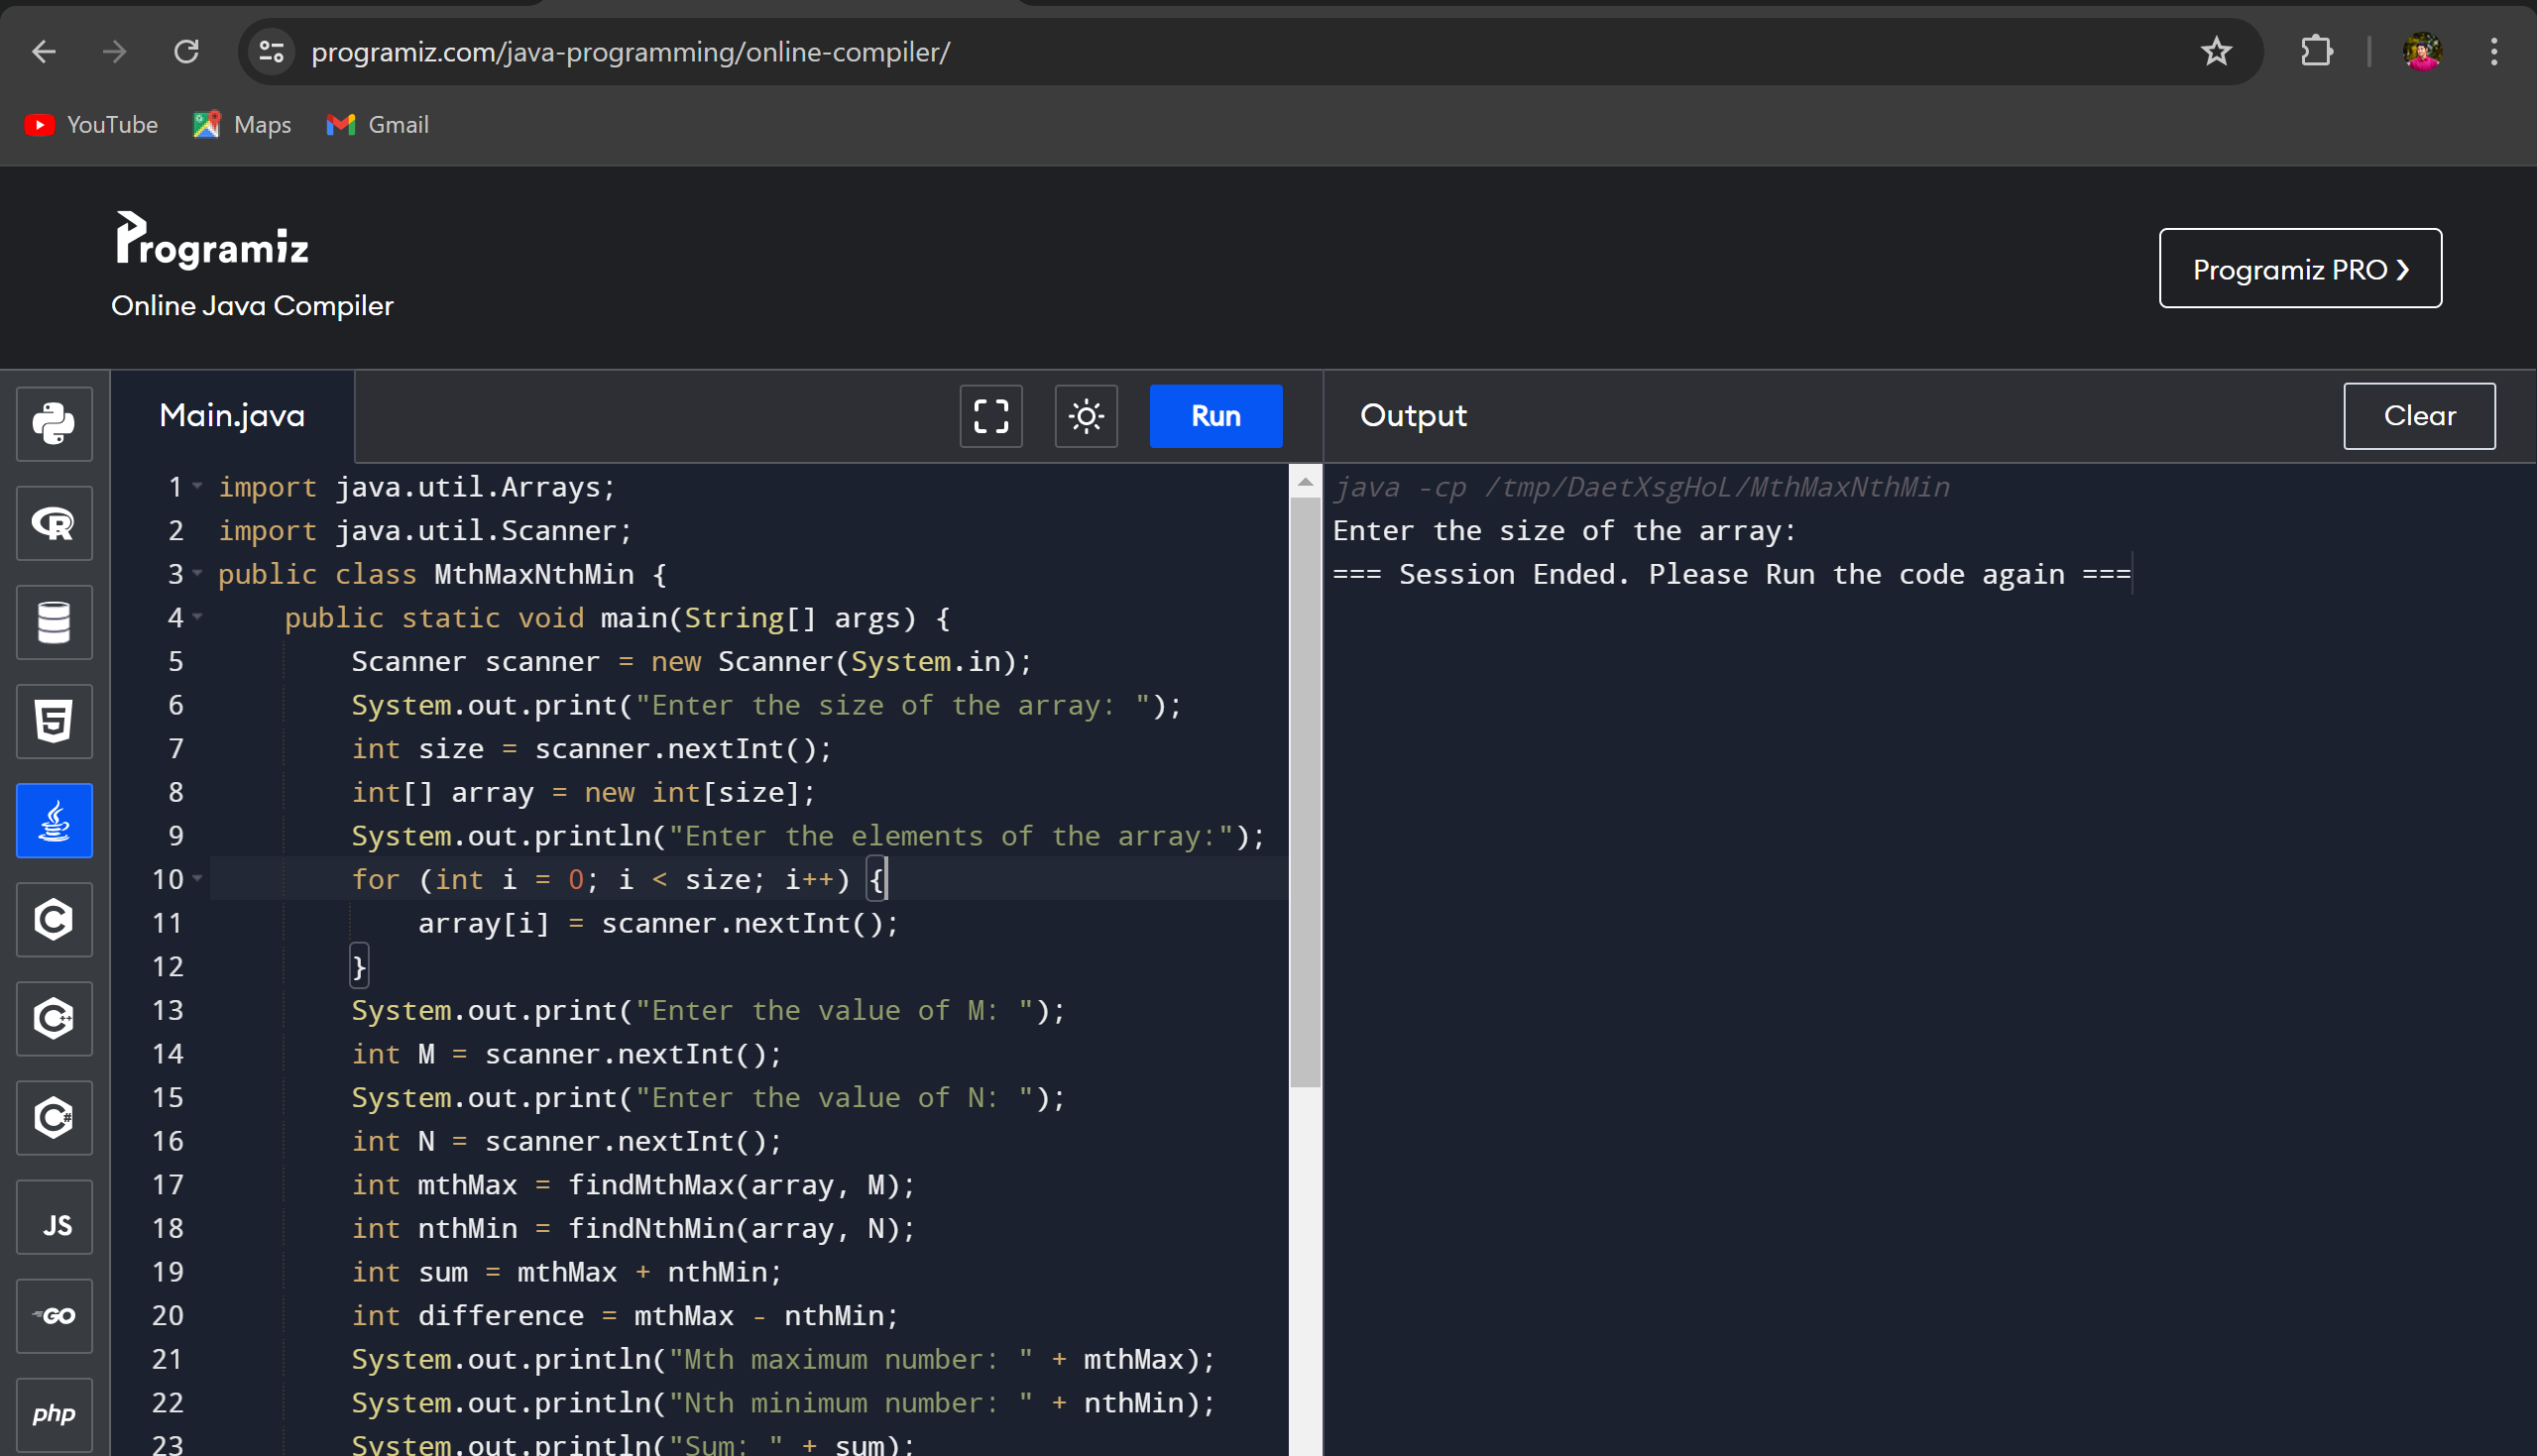 programiz.com/java-programming/online-compiler/
YouTube Maps Gmail
Programiz
Online Java Compiler
Programiz PRO ❯
Main.java
Run
Output
Clear
1 import java.util.Arrays;
2 import java.util.Scanner;
3 public class MthMaxNthMin {
4 public static void main(String[] args) {
5 Scanner scanner = new Scanner(System.in);
6 System.out.print("Enter the size of the array: ");
7 int size = scanner.nextInt();
8 int[] array = new int[size];
9 System.out.println("Enter the elements of the array:");
10 for (int i = 0; i < size; i++) {
11 array[i] = scanner.nextInt();
12 }
13 System.out.print("Enter the value of M: ");
14 int M = scanner.nextInt();
15 System.out.print("Enter the value of N: ");
16 int N = scanner.nextInt();
17 int mthMax = findMthMax(array, M);
18 int nthMin = findNthMin(array, N);
19 int sum = mthMax + nthMin;
20 int difference = mthMax - nthMin;
21 System.out.println("Mth maximum number: " + mthMax);
22 System.out.println("Nth minimum number: " + nthMin);
23 System.out.println("Sum: " + sum);
java -cp /tmp/DaetXsgHoL/MthMaxNthMin
Enter the size of the array:
=== Session Ended. Please Run the code again ===
R
5
C
C++
C#
JS
GO
php